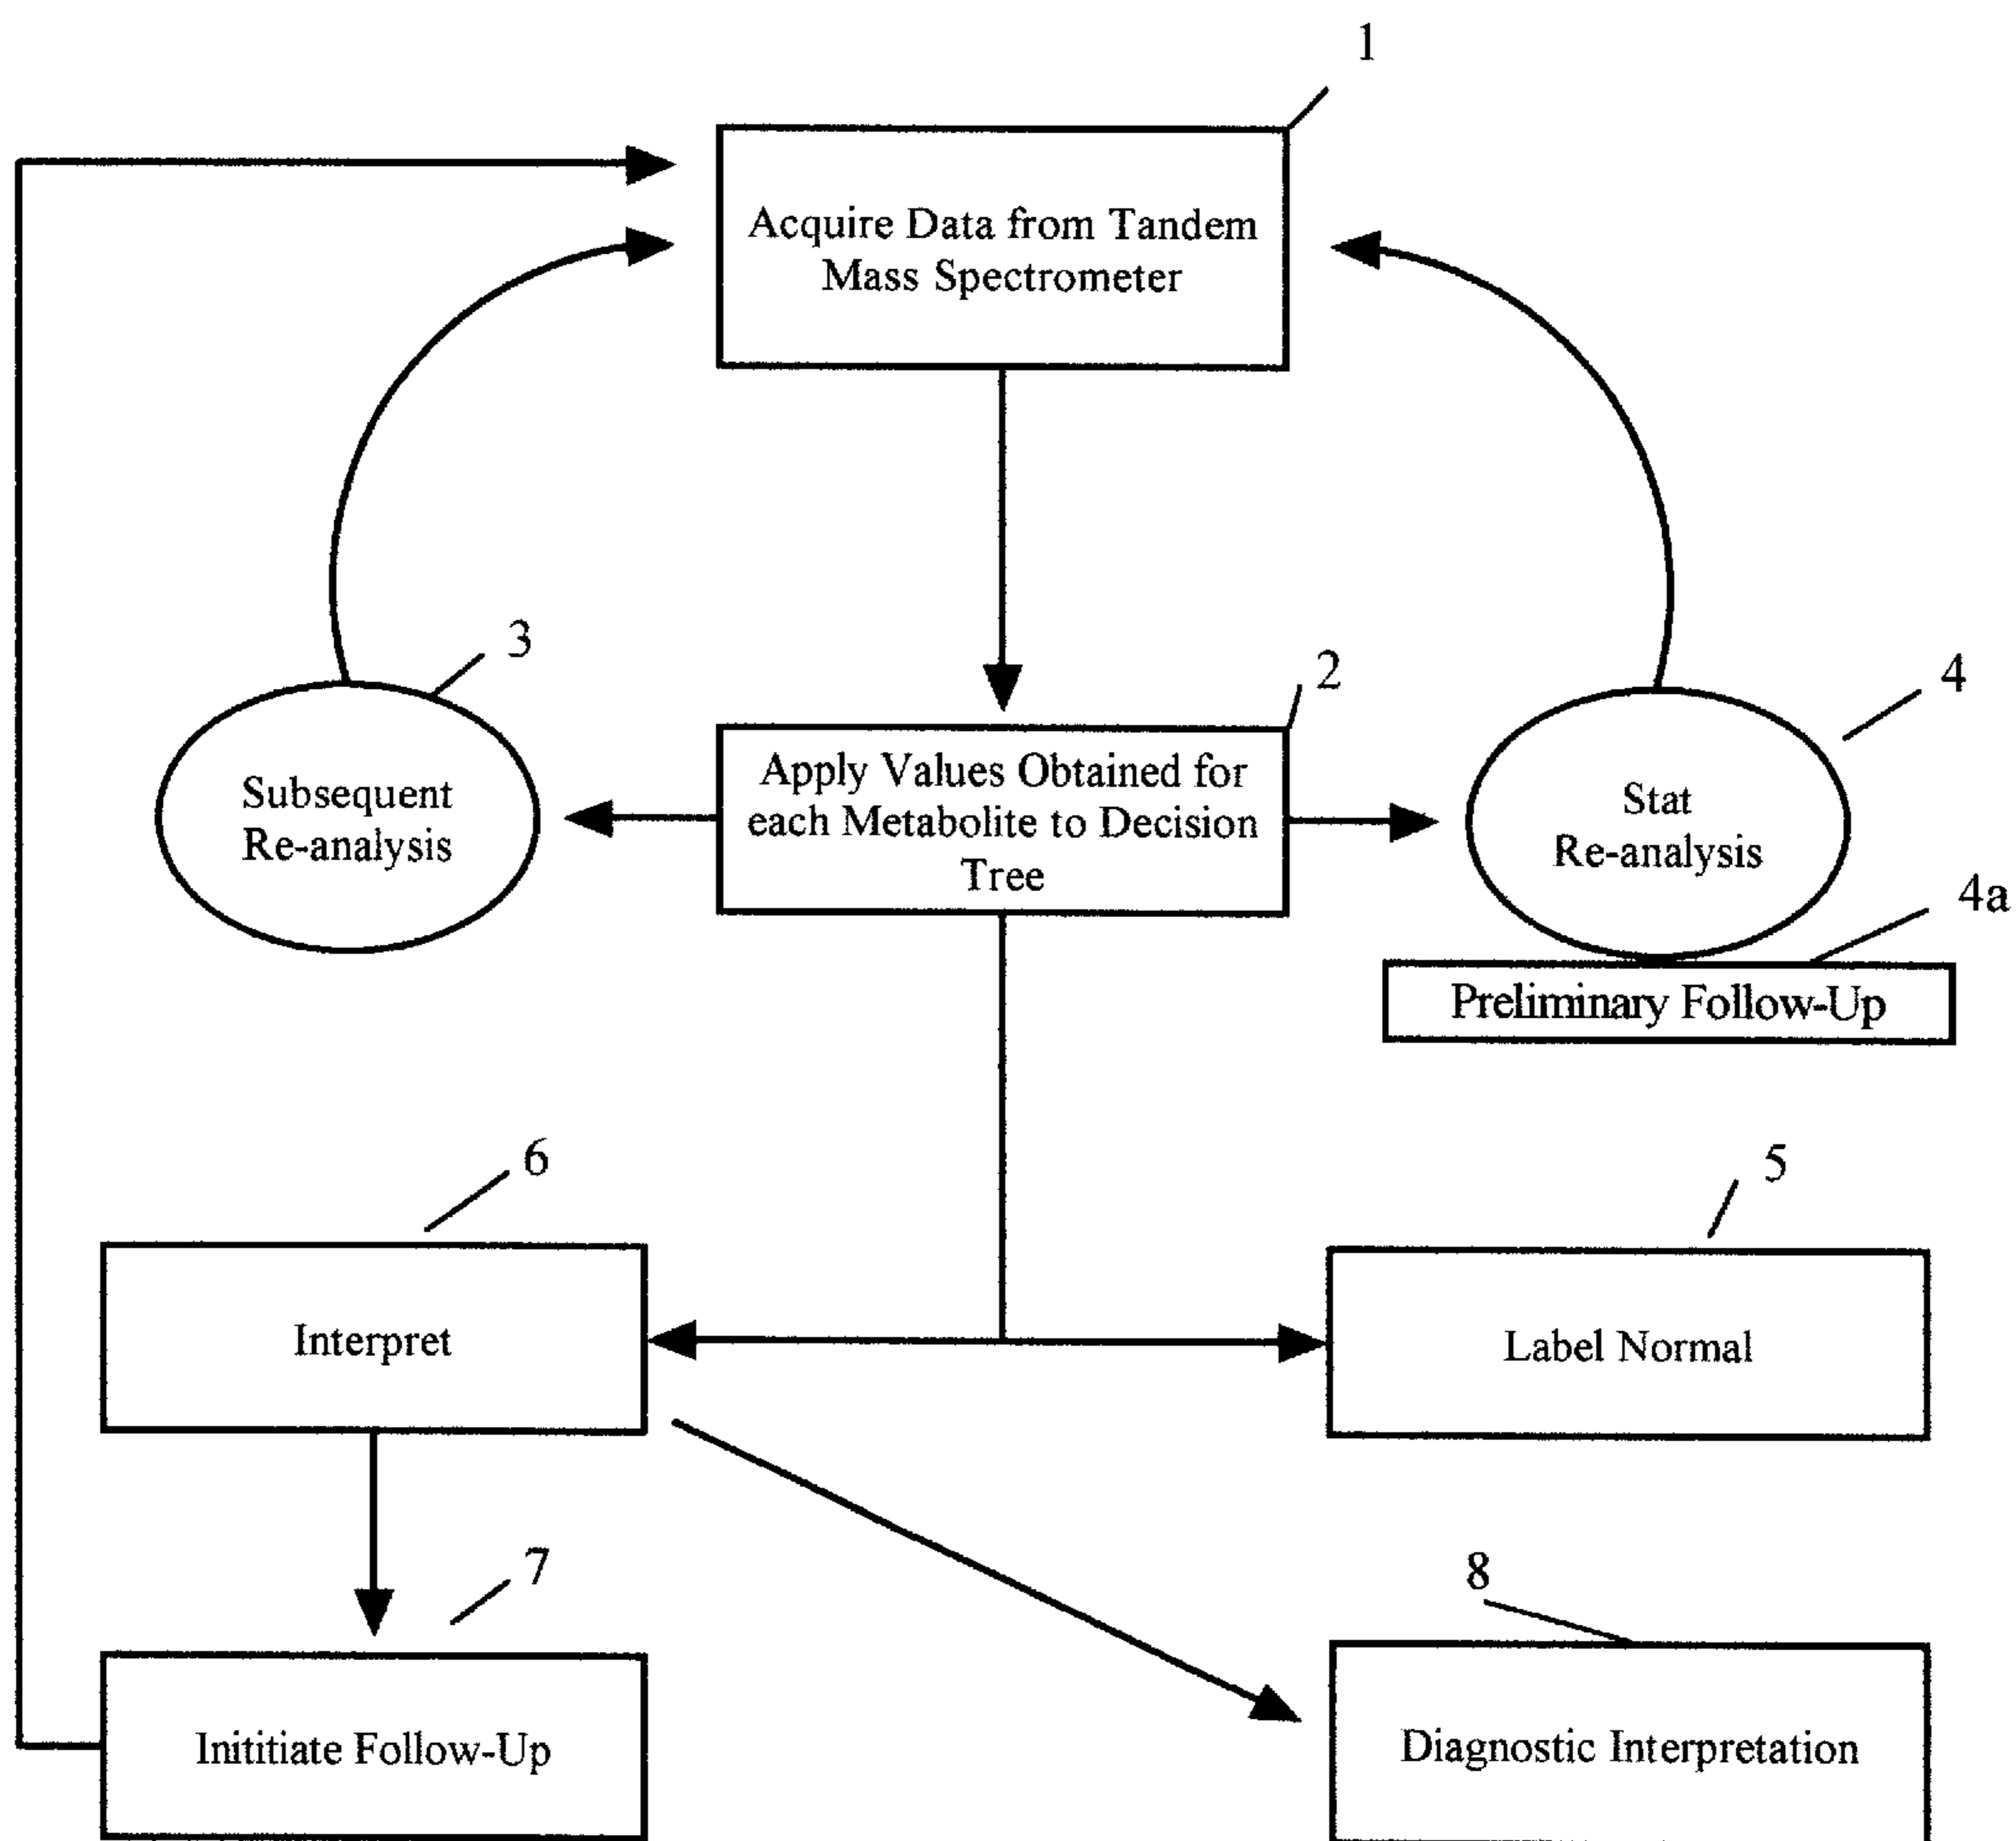 1
Acquire Data from Tandem
Mass Spectrometer
3
2
4
Subsequent
Re-analysis
Apply Values Obtained for
each Metabolite to Decision
Tree
Stat
Re-analysis
4a
Preliminary Follow-Up
6
5
Interpret
Label Normal
7
8
Inititiate Follow-Up
Diagnostic Interpretation